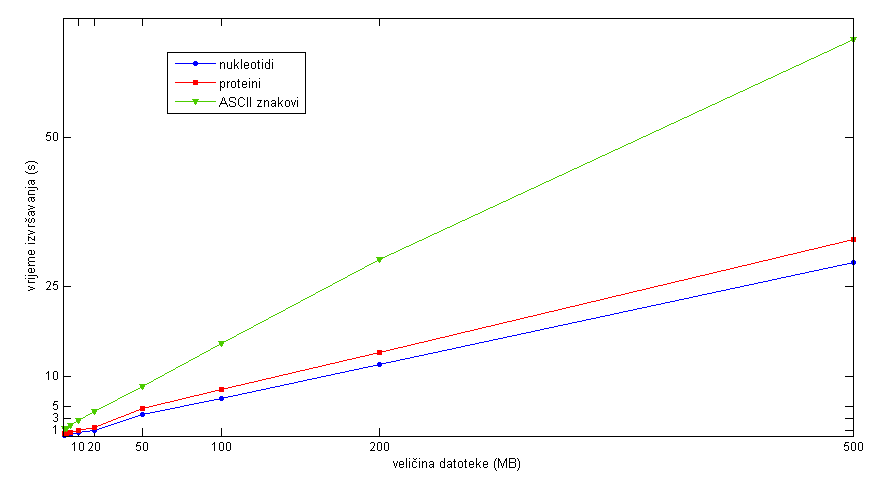 nukleotidi
proteini
ASCII znakovi
vrijeme izvršavanja (s)
50
25
10
5
3
1
10 20 50 100 200 500
veličina datoteke (MB)